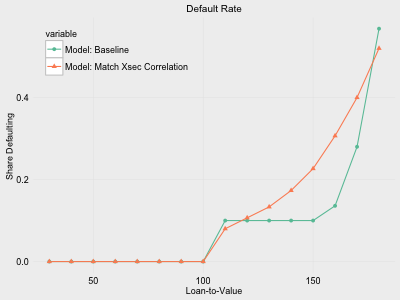 Default Rate
variable
Model: Baseline
Model: Match Xsec Correlation
Share Defaulting
0.4
0.2
0.0
50
100
150
Loan-to-Value